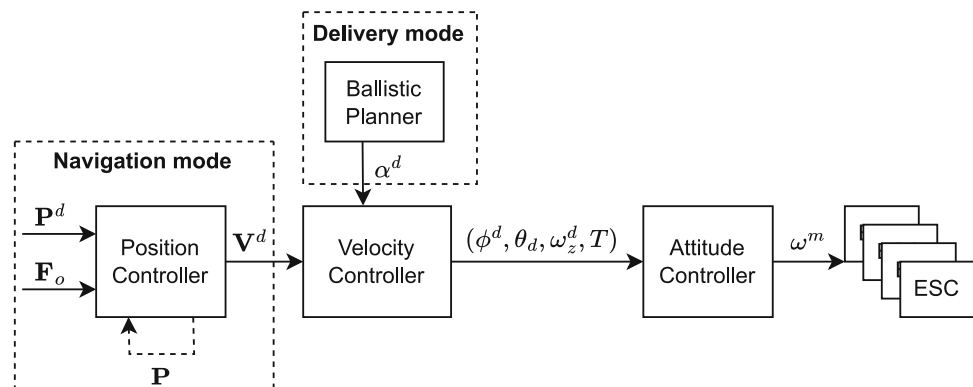 Delivery mode
Ballistic
Planner
α^d
Navigation mode
P^d
F_o
Position
Controller
P
V^d
Velocity
Controller
(ϕ^d, θ_d, ω_z^d, T)
Attitude
Controller
ω^m
ESC